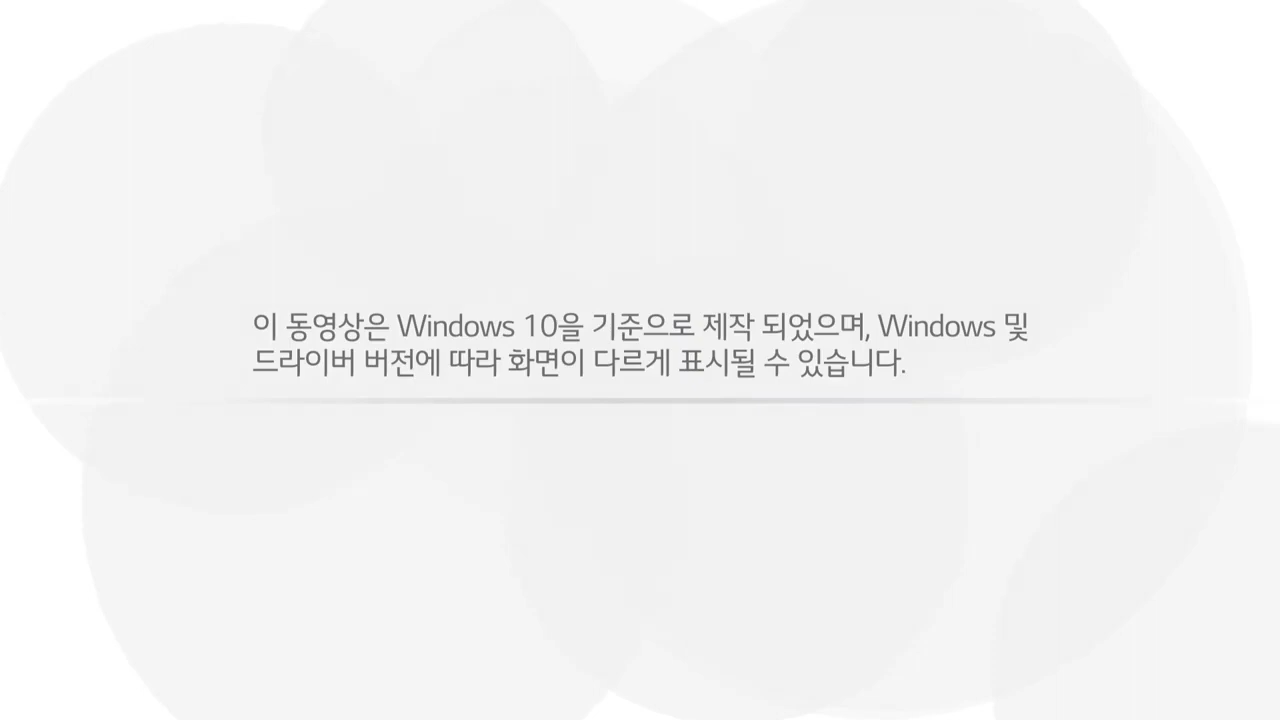 이 동영상은 Windows 10을 기준으로 제작 되었으며, Windows 및
드라이버 버전에 따라 화면이 다르게 표시될 수 있습니다.